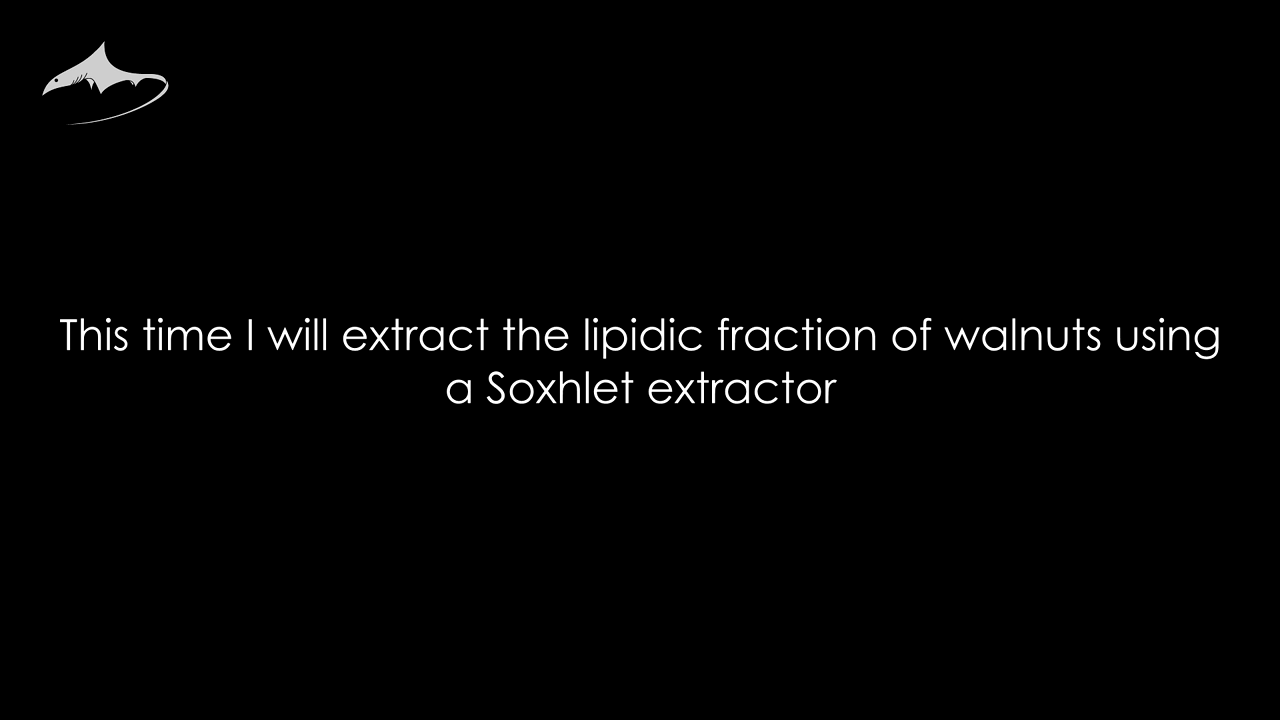 This time I will extract the lipidic fraction of walnuts using
a Soxhlet extractor